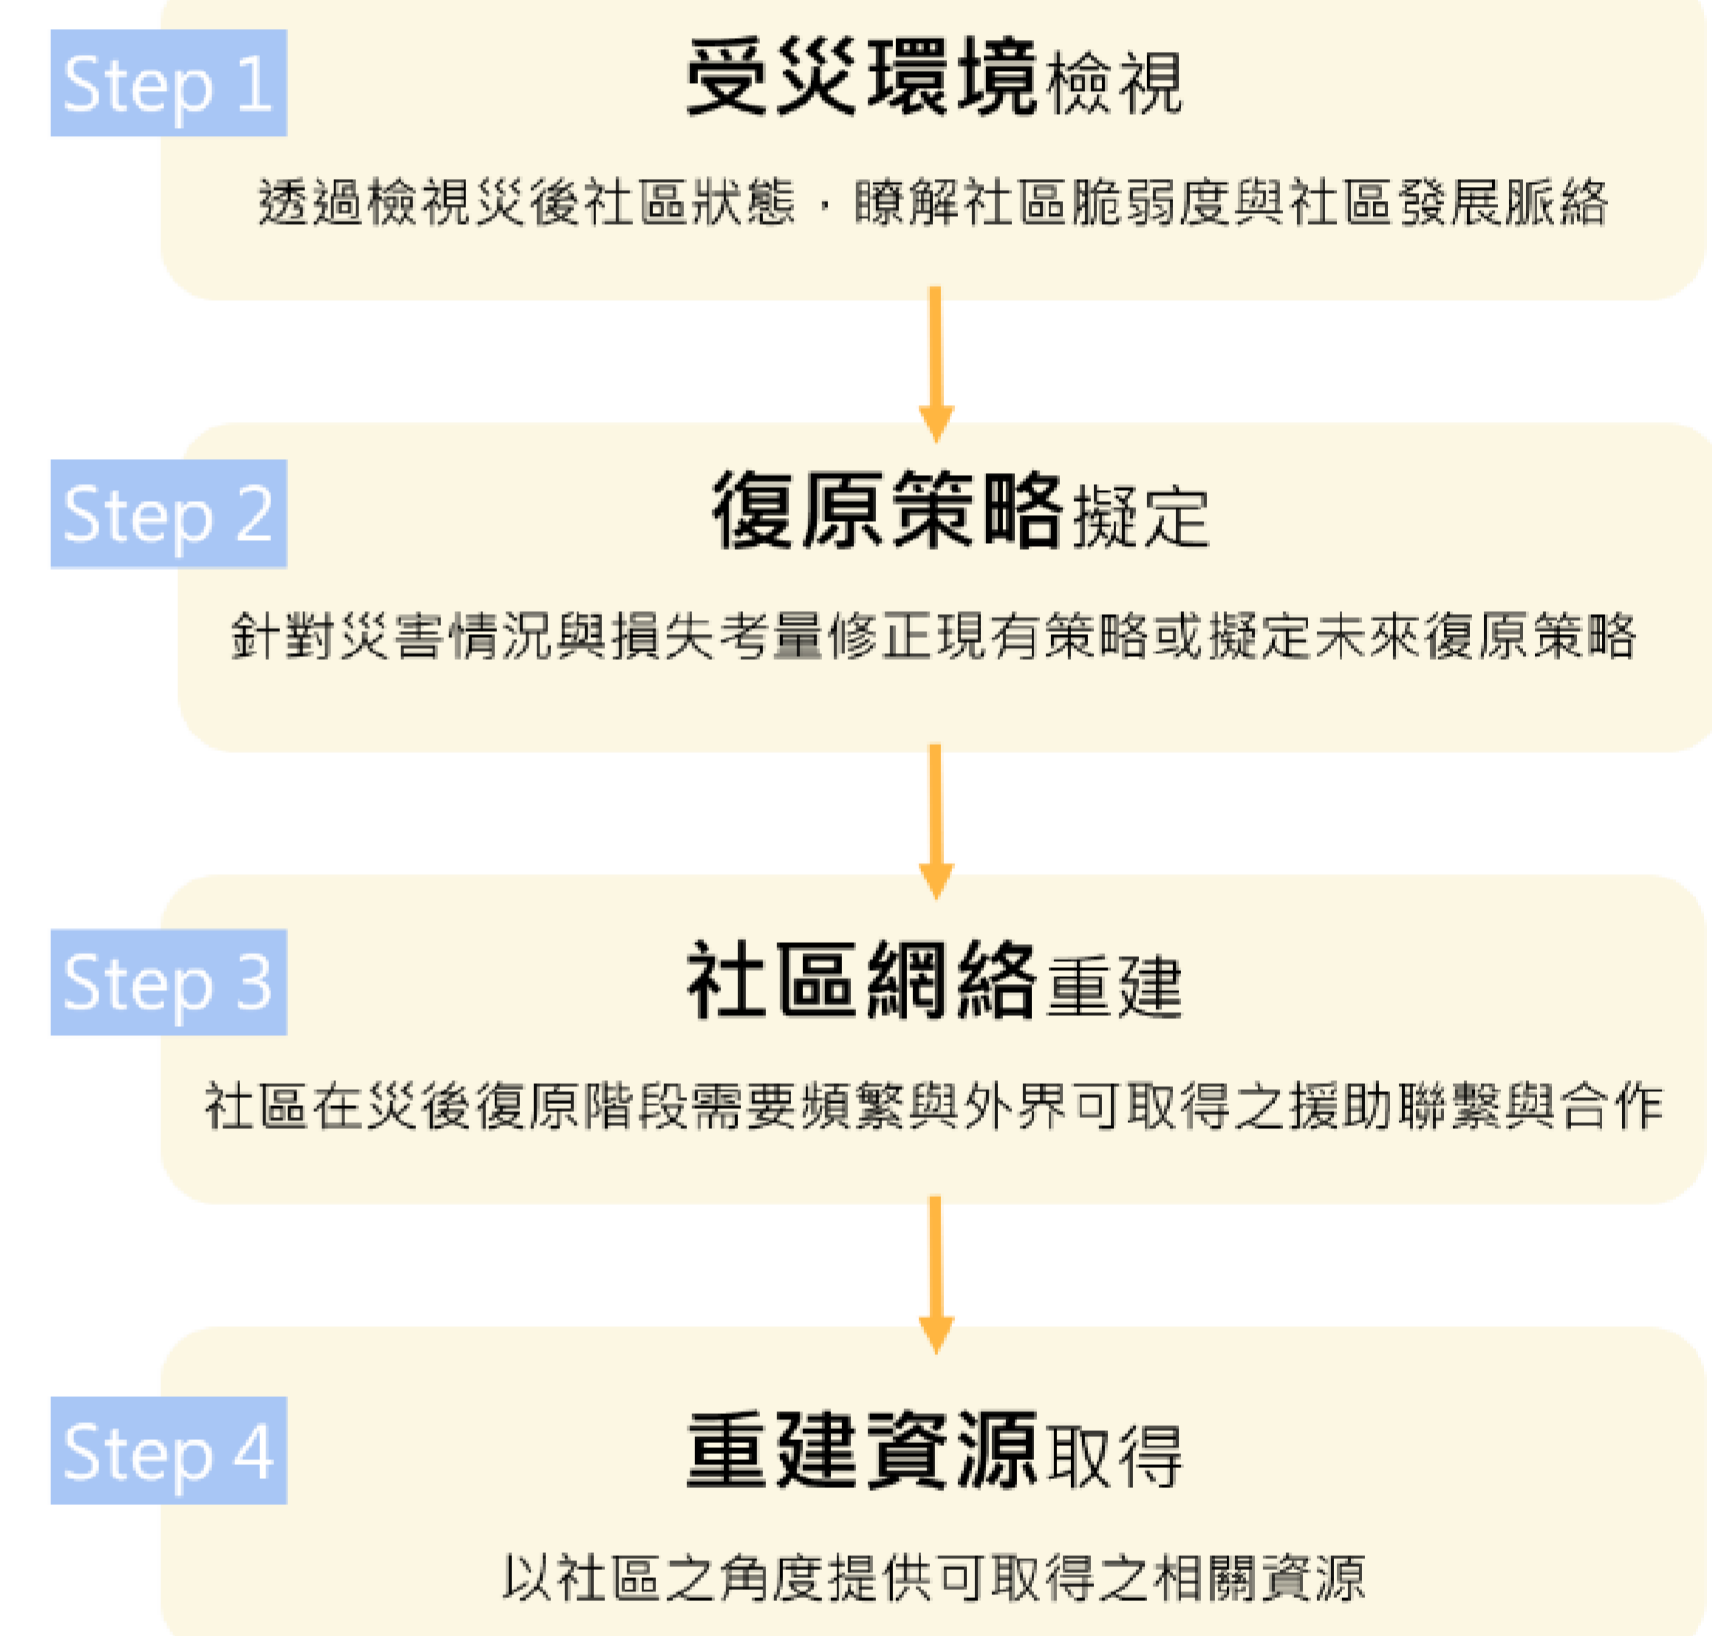 Step 1
受災環境檢視
透過檢視災後社區狀態，瞭解社區脆弱度與社區發展脈絡
Step 2
復原策略擬定
針對災害情況與損失考量修正現有策略或擬定未來復原策略
Step 3
社區網絡重建
社區在災後復原階段需要頻繁與外界可取得之援助聯繫與合作
Step 4
重建資源取得
以社區之角度提供可取得之相關資源